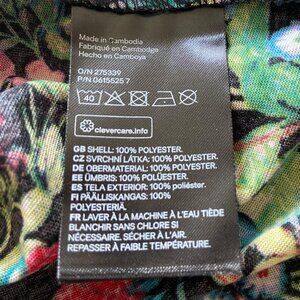 Made in Cambodia
Fabriqué en Cambodge
Hecho en Camboya
O/N 275339
P/N 0615525 7
40
clevercare.info
GB SHELL: 100% POLYESTER.
CZ SVRCHNÍ LÁTKA: 100% POLYESTER.
DE OBERMATERIAL: 100% POLYESTER.
EE ÜMBRIS: 100% POLÜESTER.
ES TELA EXTERIOR: 100% poliéster.
FI PÄÄLLUSKANGAS: 100%
POLYESTERIÄ.
FR LAVER À LA MACHINE À L'EAU TIÈDE
BLANCHIR SANS CHLORE SI
NÉCESSAIRE. SÉCHER À L'AIR
REPASSER À FAIBLE TEMPÉRATURE.